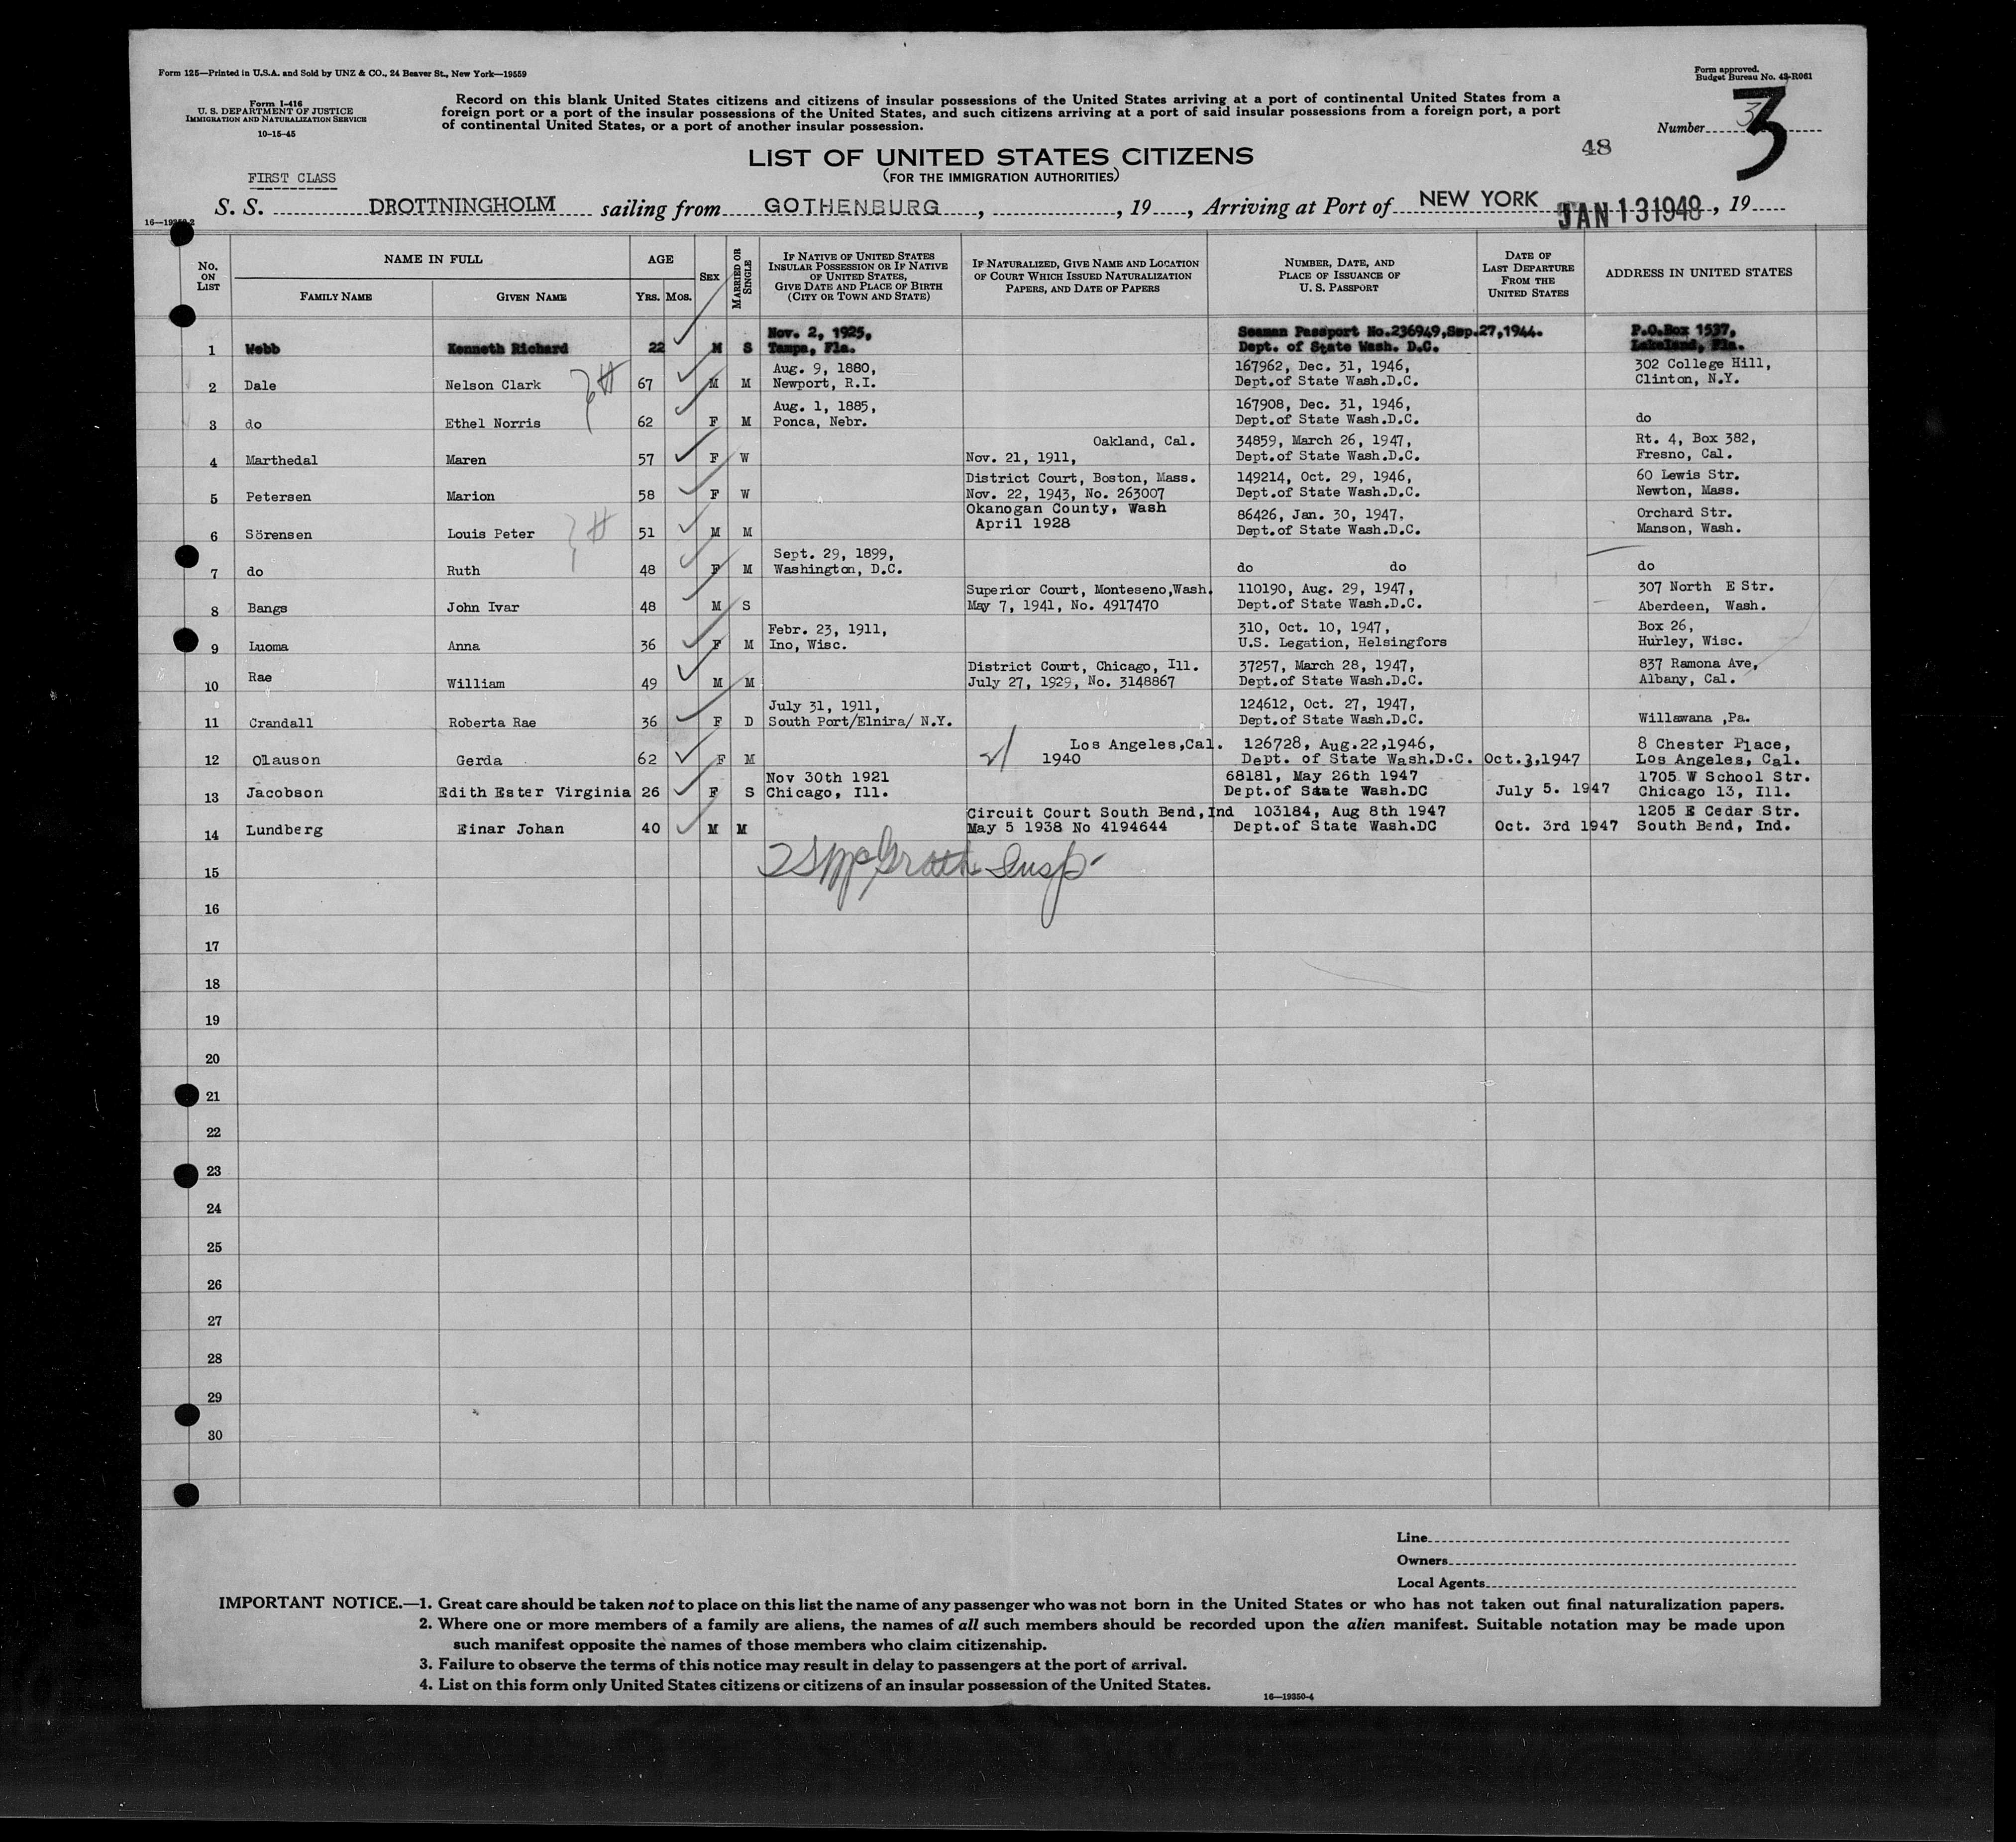 Form 125—Printed in U.S.A. and Sold by UNZ & CO., 24 Beaver St., New York—19559
Form approved.
Budget Bureau No. 43-R061
Form I-416
U. S. DEPARTMENT OF JUSTICE
IMMIGRATION AND NATURALIZATION SERVICE
10-15-45
Record on this blank United States citizens and citizens of insular possessions of the United States arriving at a port of continental United States from a
foreign port or a port of the insular possessions of the United States, and such citizens arriving at a port of said insular possessions from a foreign port, a port
of continental United States, or a port of another insular possession.
Number 3
3
48
LIST OF UNITED STATES CITIZENS
(FOR THE IMMIGRATION AUTHORITIES)
FIRST CLASS
S. S. DROTTNINGHOLM sailing from GOTHENBURG, , 19 , Arriving at Port of NEW YORK JAN 13 1948, 19
16—19350-2
No. ON LIST
NAME IN FULL
FAMILY NAME
GIVEN NAME
AGE
YRS. MOS.
SEX
MARRIED OR SINGLE
IF NATIVE OF UNITED STATES
INSULAR POSSESSION OR IF NATIVE
OF UNITED STATES,
GIVE DATE AND PLACE OF BIRTH
(CITY OR TOWN AND STATE)
IF NATURALIZED, GIVE NAME AND LOCATION
OF COURT WHICH ISSUED NATURALIZATION
PAPERS, AND DATE OF PAPERS
NUMBER, DATE, AND
PLACE OF ISSUANCE OF
U. S. PASSPORT
DATE OF
LAST DEPARTURE
FROM THE
UNITED STATES
ADDRESS IN UNITED STATES
Nov. 2, 1925, Seaman Passport No.236949,Sep.27,1944. P.O.Box 1537,
1 Webb Kenneth Richard 22 M S Tampa, Fla. Dept. of State Wash. D.C. Lakeland, Fla.
Aug. 9, 1880, 167962, Dec. 31, 1946, 302 College Hill,
2 Dale Nelson Clark 67 M M Newport, R.I. Dept.of State Wash.D.C. Clinton, N.Y.
Aug. 1, 1885, 167908, Dec. 31, 1946,
3 do Ethel Norris 62 F M Ponca, Nebr. Dept.of State Wash.D.C. do
Oakland, Cal. 34859, March 26, 1947, Rt. 4, Box 382,
4 Marthedal Maren 57 F W Nov. 21, 1911, Dept.of State Wash.D.C. Fresno, Cal.
District Court, Boston, Mass. 149214, Oct. 29, 1946, 60 Lewis Str.
5 Petersen Marion 58 F W Nov. 22, 1943, No. 263007 Dept.of State Wash.D.C. Newton, Mass.
Okanogan County, Wash 86426, Jan. 30, 1947, Orchard Str.
6 Sörensen Louis Peter 51 M M April 1928 Dept.of State Wash.D.C. Manson, Wash.
Sept. 29, 1899,
7 do Ruth 48 F M Washington, D.C. do do do
Superior Court, Monteseno,Wash. 110190, Aug. 29, 1947, 307 North E Str.
8 Bangs John Ivar 48 M S May 7, 1941, No. 4917470 Dept.of State Wash.D.C. Aberdeen, Wash.
Febr. 23, 1911, 310, Oct. 10, 1947, Box 26,
9 Luoma Anna 36 F M Ino, Wisc. U.S. Legation, Helsingfors Hurley, Wisc.
District Court, Chicago, Ill. 37257, March 28, 1947, 837 Ramona Ave,
10 Rae William 49 M M July 27, 1929, No. 3148867 Dept.of State Wash.D.C. Albany, Cal.
July 31, 1911, 124612, Oct. 27, 1947,
11 Crandall Roberta Rae 36 F D South Port/Elnira/ N.Y. Dept.of State Wash.D.C. Willawana ,Pa.
Los Angeles,Cal. 126728, Aug.22,1946, 8 Chester Place,
12 Olauson Gerda 62 F M 1940 Dept. of State Wash.D.C. Oct.3,1947 Los Angeles, Cal.
Nov 30th 1921 68181, May 26th 1947 1705 W School Str.
13 Jacobson Edith Ester Virginia 26 F S Chicago, Ill. Dept.of State Wash.DC July 5. 1947 Chicago 13, Ill.
Circuit Court South Bend,Ind 103184, Aug 8th 1947 1205 E Cedar Str.
14 Lundberg Einar Johan 40 M M May 5 1938 No 4194644 Dept.of State Wash.DC Oct. 3rd 1947 South Bend, Ind.
15 McGrath Insp
16
17
18
19
20
21
22
23
24
25
26
27
28
29
30
Line
Owners
Local Agents
IMPORTANT NOTICE.—1. Great care should be taken not to place on this list the name of any passenger who was not born in the United States or who has not taken out final naturalization papers.
2. Where one or more members of a family are aliens, the names of all such members should be recorded upon the alien manifest. Suitable notation may be made upon
such manifest opposite the names of those members who claim citizenship.
3. Failure to observe the terms of this notice may result in delay to passengers at the port of arrival.
4. List on this form only United States citizens or citizens of an insular possession of the United States.
16—19350-4